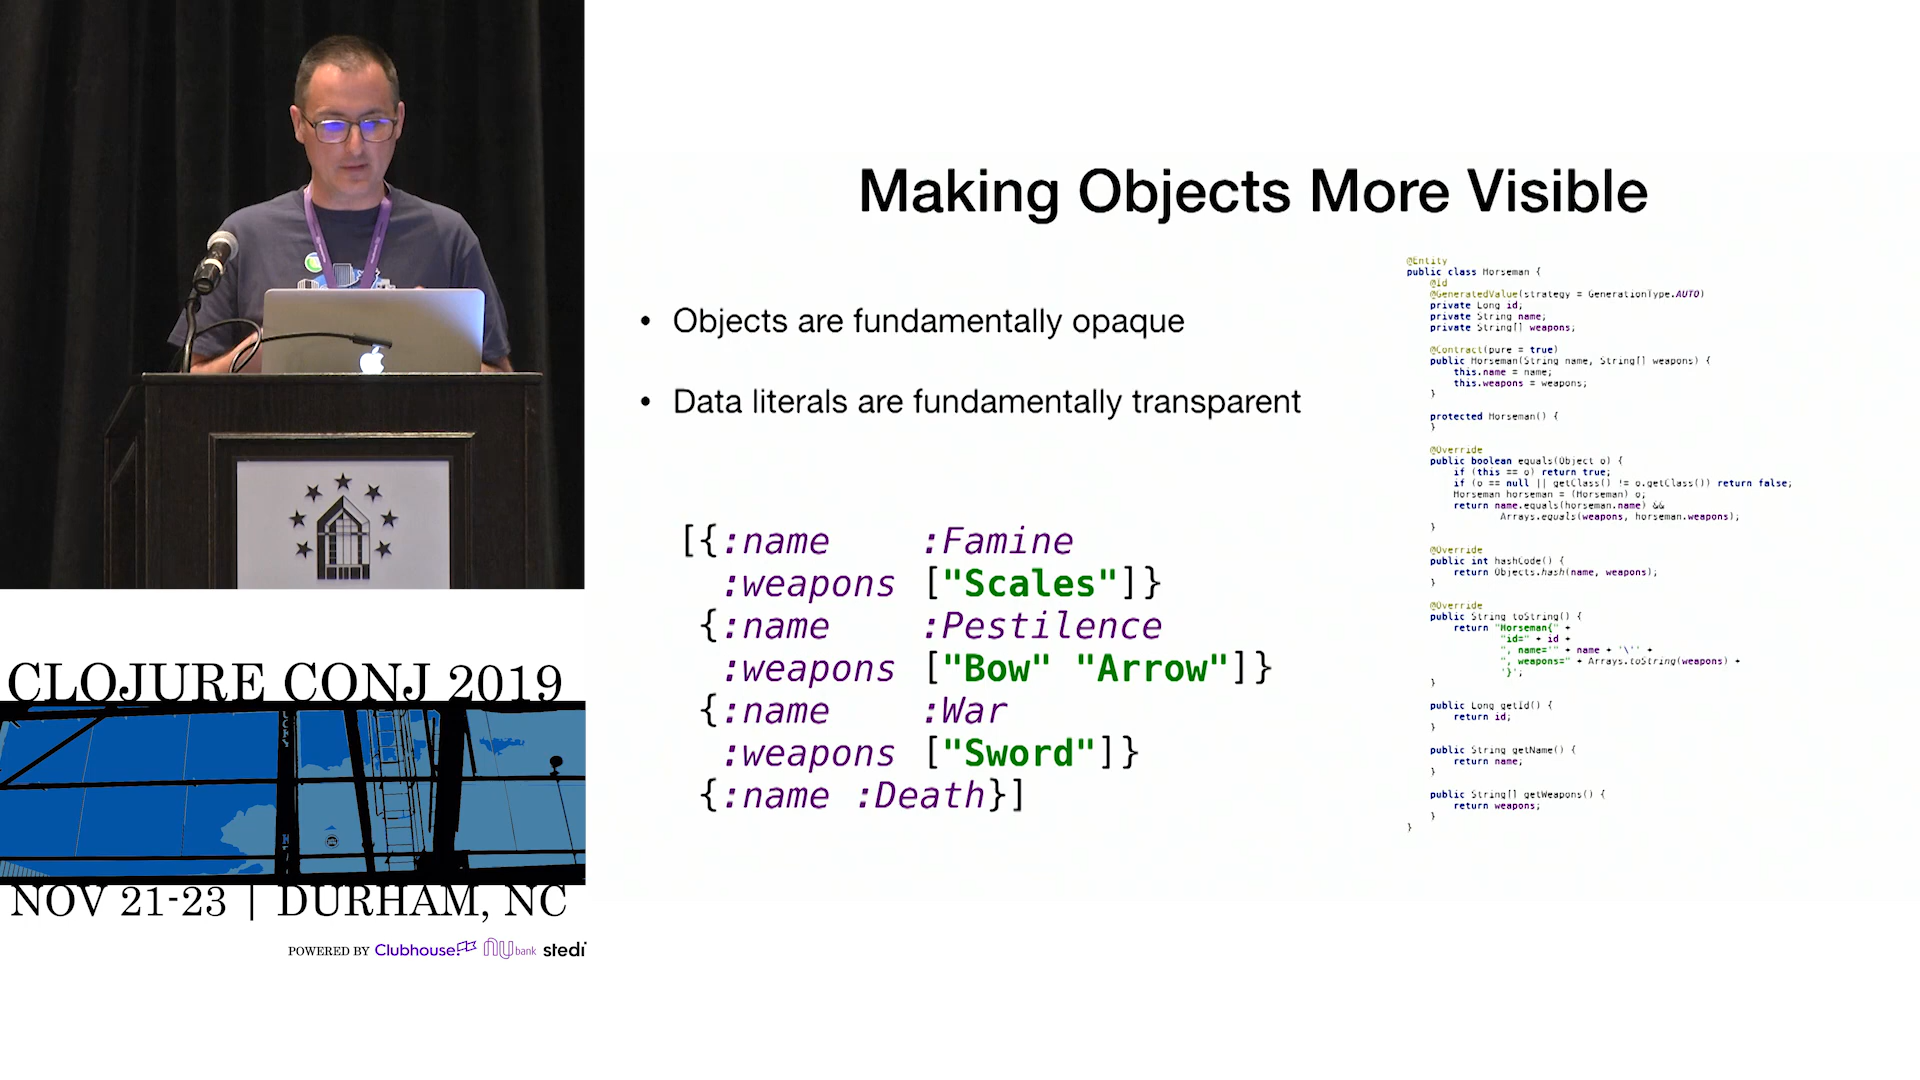 Making Objects More Visible
• Objects are fundamentally opaque
• Data literals are fundamentally transparent
[{:name    :Famine
  :weapons ["Scales"]}
 {:name    :Pestilence
  :weapons ["Bow" "Arrow"]}
 {:name    :War
  :weapons ["Sword"]}
 {:name :Death}]
@Entity
public class Horseman {
    @Id
    @GeneratedValue(strategy = GenerationType.AUTO)
    private Long id;
    private String name;
    private String[] weapons;
    @Contract(pure = true)
    public Horseman(String name, String[] weapons) {
        this.name = name;
        this.weapons = weapons;
    }
    protected Horseman() {
    }
    @Override
    public boolean equals(Object o) {
        if (this == o) return true;
        if (o == null || getClass() != o.getClass()) return false;
        Horseman horseman = (Horseman) o;
        return name.equals(horseman.name) &&
                Arrays.equals(weapons, horseman.weapons);
    }
    @Override
    public int hashCode() {
        return Objects.hash(name, weapons);
    }
    @Override
    public String toString() {
        return "Horseman{" +
                "id=" + id +
                ", name='" + name + '\'' +
                ", weapons=" + Arrays.toString(weapons) +
                '}';
    }
    public Long getId() {
        return id;
    }
    public String getName() {
        return name;
    }
    public String[] getWeapons() {
        return weapons;
    }
}
CLOJURE CONJ 2019
NOV 21-23 | DURHAM, NC
POWERED BY Clubhouse nu bank stedi